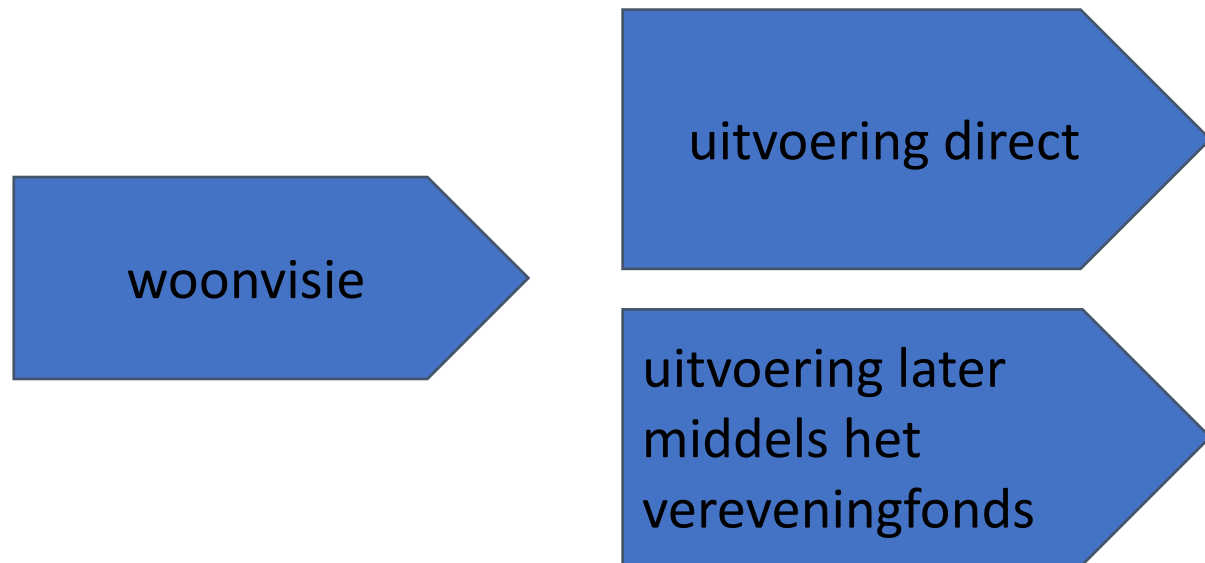 woonvisie
uitvoering direct
uitvoering later
middels het
vereveningfonds